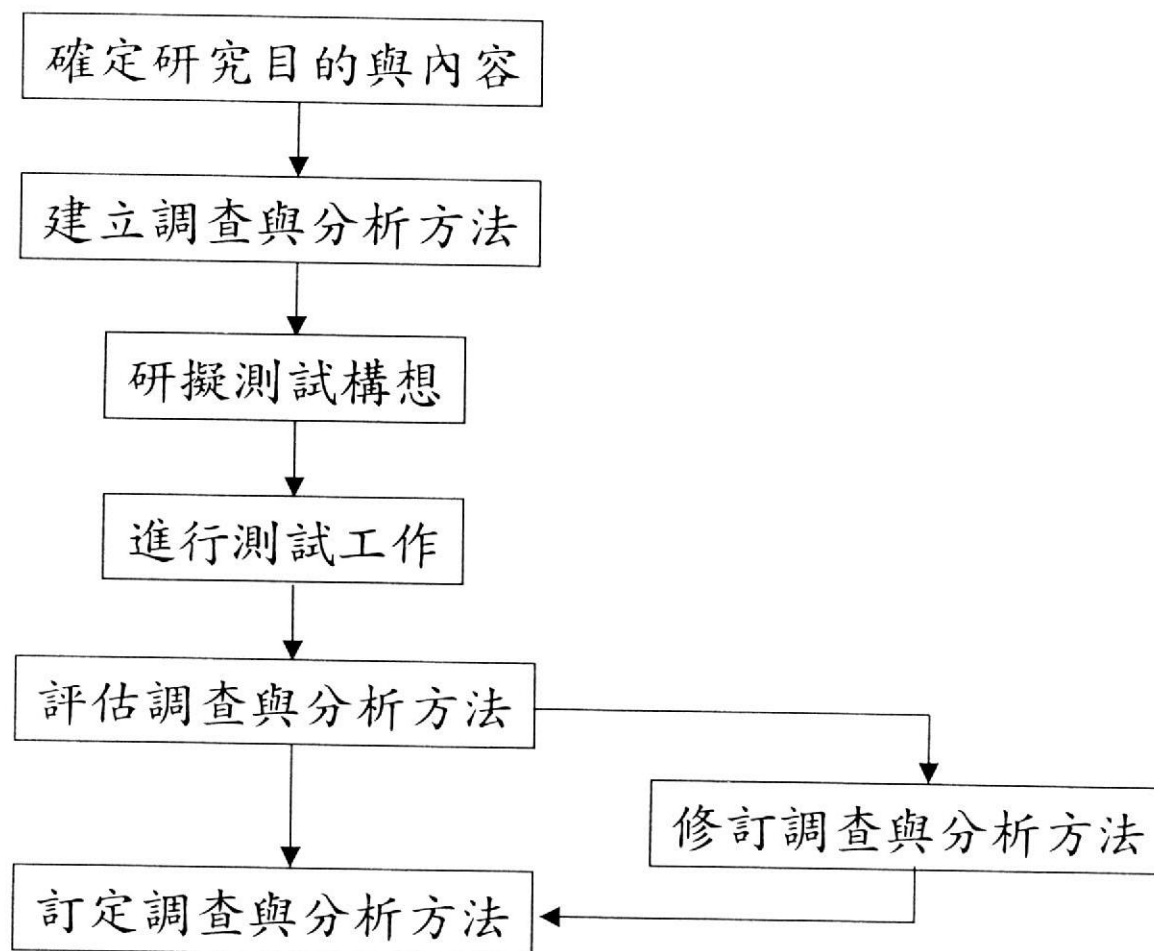 確定研究目的與內容
建立調查與分析方法
研擬測試構想
進行測試工作
評估調查與分析方法
修訂調查與分析方法
訂定調查與分析方法